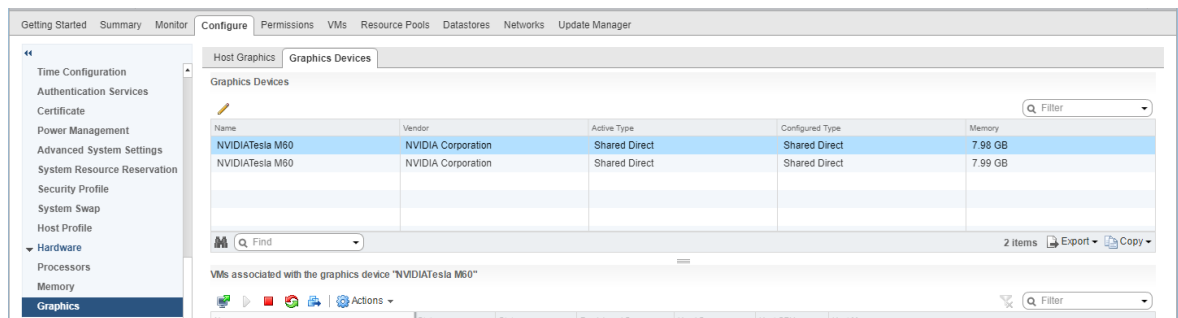 Getting Started Summary Monitor Configure Permissions VMs Resource Pools Datastores Networks Update Manager
Time Configuration
Authentication Services
Certificate
Power Management
Advanced System Settings
System Resource Reservation
Security Profile
System Swap
Host Profile
Hardware
Processors
Memory
Graphics
Host Graphics Graphics Devices
Graphics Devices
Filter
Name Vendor Active Type Configured Type Memory
NVIDIATesla M60 NVIDIA Corporation Shared Direct Shared Direct 7.98 GB
NVIDIATesla M60 NVIDIA Corporation Shared Direct Shared Direct 7.99 GB
Find 2 items Export Copy
VMs associated with the graphics device "NVIDIATesla M60"
Actions Filter